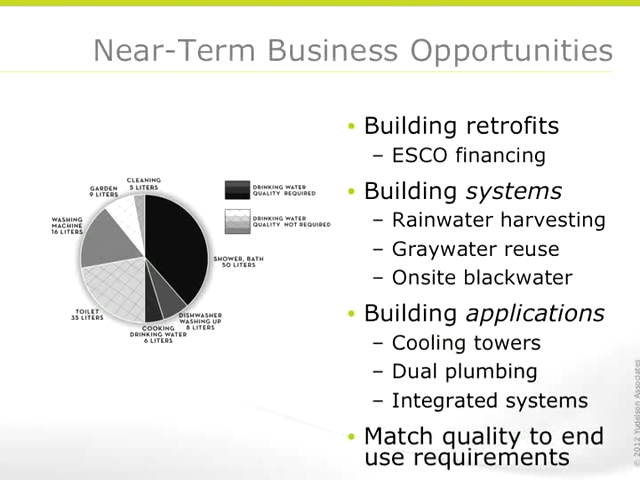 Near-Term Business Opportunities
CLEANING
5 LITERS
GARDEN
9 LITERS
WASHING
MACHINE
16 LITERS
TOILET
35 LITERS
COOKING
DRINKING WATER
6 LITERS
DISHWASHER
WASHING UP
8 LITERS
SHOWER, BATH
50 LITERS
DRINKING WATER
QUALITY REQUIRED
DRINKING WATER
QUALITY NOT REQUIRED
• Building retrofits
– ESCO financing
• Building systems
– Rainwater harvesting
– Graywater reuse
– Onsite blackwater
• Building applications
– Cooling towers
– Dual plumbing
– Integrated systems
• Match quality to end
use requirements
© 2012 Yudelson Associates